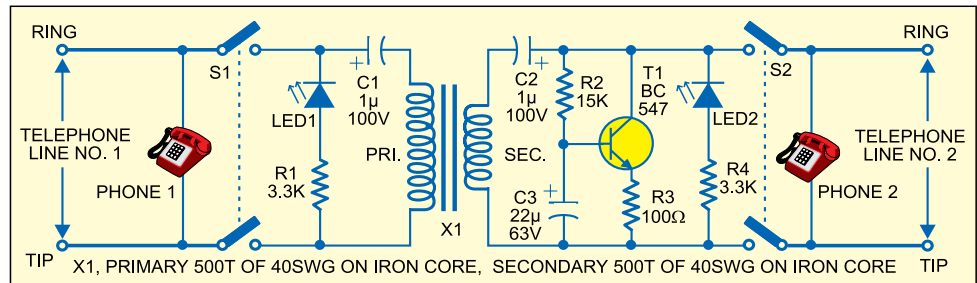 RING
TELEPHONE
LINE NO. 1
TIP
PHONE 1
S1
LED1
R1
3.3K
C1
1µ
100V
+
PRI.
X1
SEC.
+
C2
1µ
100V
R2
15K
+
C3
22µ
63V
T1
BC
547
R3
100Ω
LED2
R4
3.3K
S2
PHONE 2
RING
TELEPHONE
LINE NO. 2
TIP
X1, PRIMARY 500T OF 40SWG ON IRON CORE, SECONDARY 500T OF 40SWG ON IRON CORE